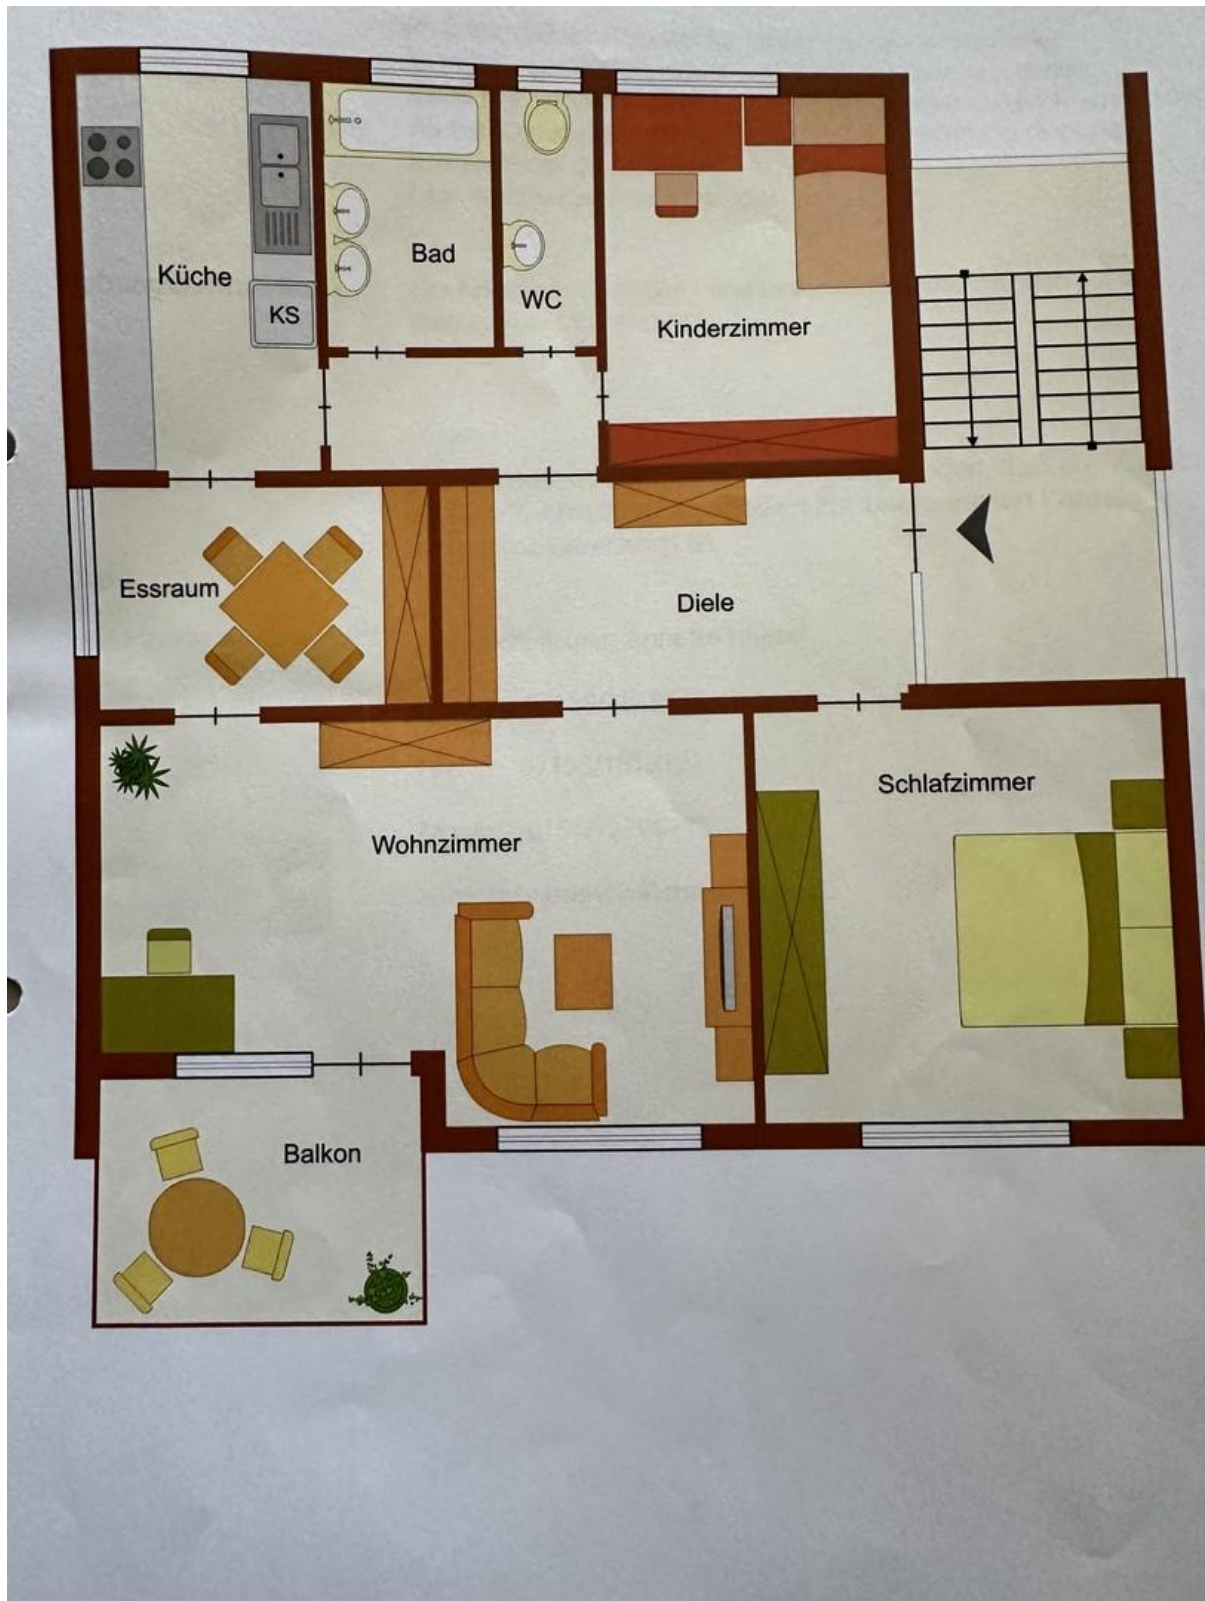 Küche
KS
Bad
WC
Kinderzimmer
Essraum
Diele
Wohnzimmer
Schlafzimmer
Balkon